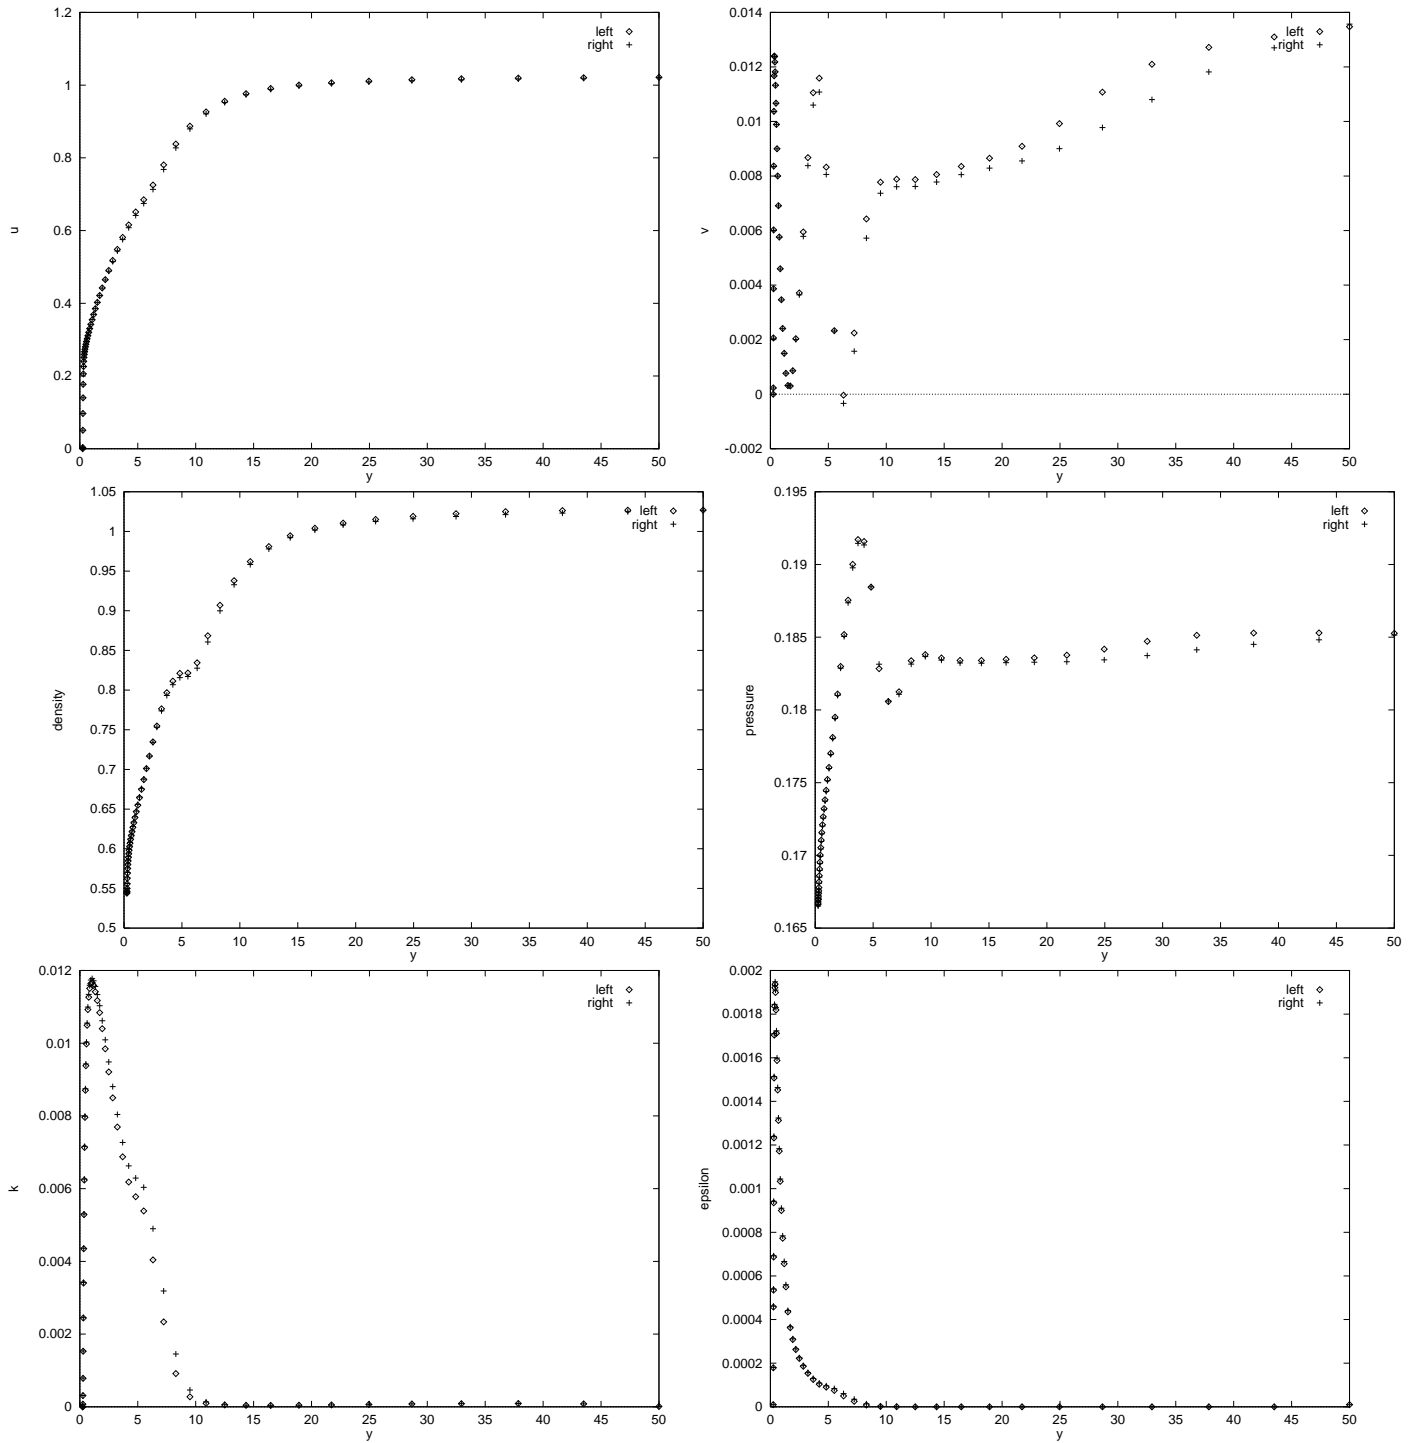 1.2
1
0.8
0.6
0.4
0.2
0
u
0 5 10 15 20 25 30 35 40 45 50
y
left
right
0.014
0.012
0.01
0.008
0.006
0.004
0.002
0
-0.002
v
0 5 10 15 20 25 30 35 40 45 50
y
left
right
1.05
1
0.95
0.9
0.85
0.8
0.75
0.7
0.65
0.6
0.55
0.5
density
0 5 10 15 20 25 30 35 40 45 50
y
left
right
0.195
0.19
0.185
0.18
0.175
0.17
0.165
pressure
0 5 10 15 20 25 30 35 40 45 50
y
left
right
0.012
0.01
0.008
0.006
0.004
0.002
0
k
0 5 10 15 20 25 30 35 40 45 50
y
left
right
0.002
0.0018
0.0016
0.0014
0.0012
0.001
0.0008
0.0006
0.0004
0.0002
0
epsilon
0 5 10 15 20 25 30 35 40 45 50
y
left
right